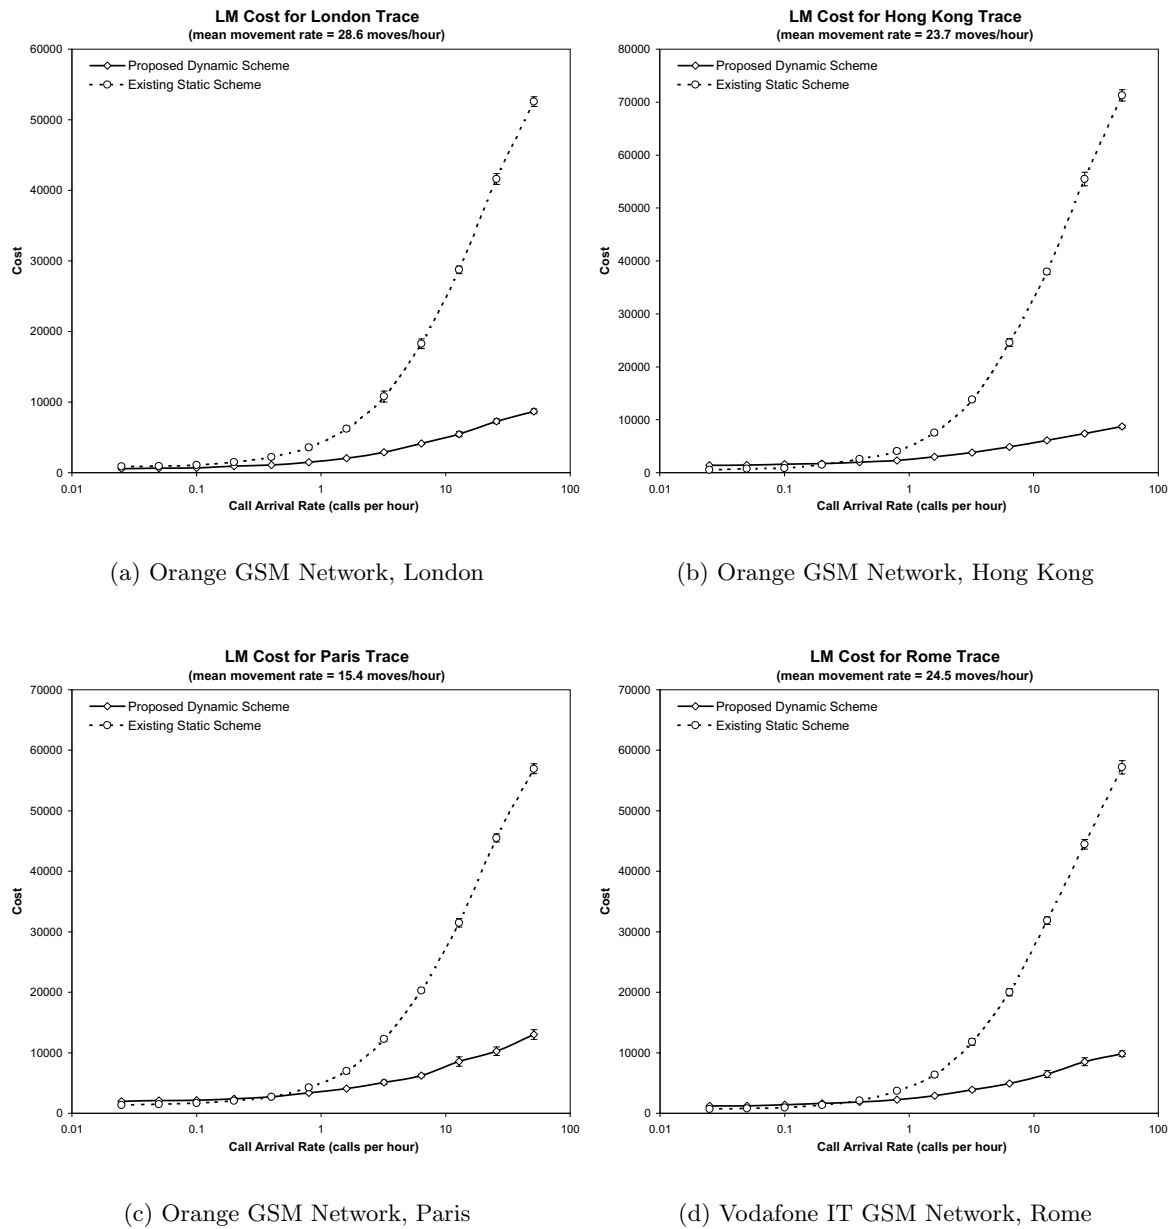 LM Cost for London Trace
(mean movement rate = 28.6 moves/hour)
60000
50000
40000
30000
20000
10000
0
Cost
Proposed Dynamic Scheme
Existing Static Scheme
0.01
0.1
1
10
100
Call Arrival Rate (calls per hour)
(a) Orange GSM Network, London
LM Cost for Hong Kong Trace
(mean movement rate = 23.7 moves/hour)
80000
70000
60000
50000
40000
30000
20000
10000
0
Cost
Proposed Dynamic Scheme
Existing Static Scheme
0.01
0.1
1
10
100
Call Arrival Rate (calls per hour)
(b) Orange GSM Network, Hong Kong
LM Cost for Paris Trace
(mean movement rate = 15.4 moves/hour)
70000
60000
50000
40000
30000
20000
10000
0
Cost
Proposed Dynamic Scheme
Existing Static Scheme
0.01
0.1
1
10
100
Call Arrival Rate (calls per hour)
(c) Orange GSM Network, Paris
LM Cost for Rome Trace
(mean movement rate = 24.5 moves/hour)
70000
60000
50000
40000
30000
20000
10000
0
Cost
Proposed Dynamic Scheme
Existing Static Scheme
0.01
0.1
1
10
100
Call Arrival Rate (calls per hour)
(d) Vodafone IT GSM Network, Rome